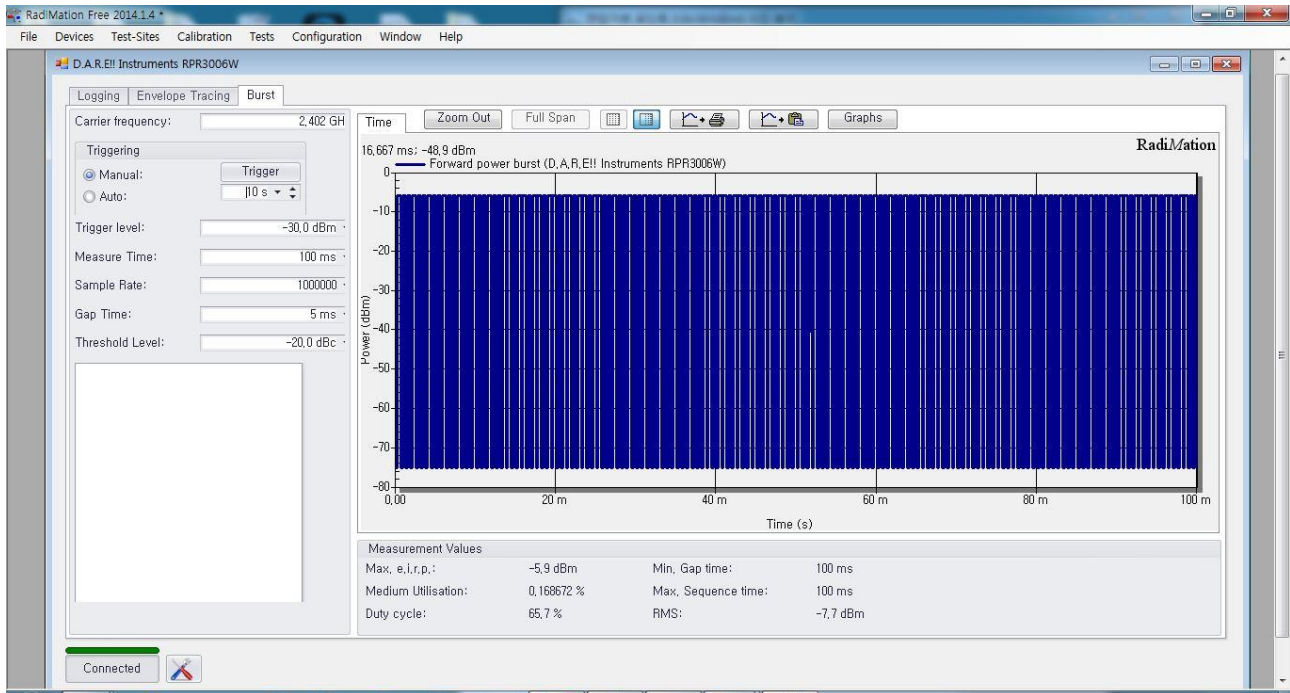 RadiMation Free 2014.1.4 *
File Devices Test-Sites Calibration Tests Configuration Window Help
D.A.R.E!! Instruments RPR3006W
Logging Envelope Tracing Burst
Carrier frequency: 2,402 GH
Triggering
Manual: Trigger
Auto: 10 s
Trigger level: -30,0 dBm
Measure Time: 100 ms
Sample Rate: 1000000
Gap Time: 5 ms
Threshold Level: -20,0 dBc
Time Zoom Out Full Span Graphs
16,667 ms; -48,9 dBm
RadiMation
Forward power burst (D,A,R,E!! Instruments RPR3006W)
Power (dBm)
0
-10
-20
-30
-40
-50
-60
-70
-80
0,00 20 m 40 m 60 m 80 m 100 m
Time (s)
Measurement Values
Max, e,i,r,p,: -5,9 dBm Min, Gap time: 100 ms
Medium Utilisation: 0,168672 % Max, Sequence time: 100 ms
Duty cycle: 65,7 % RMS: -7,7 dBm
Connected